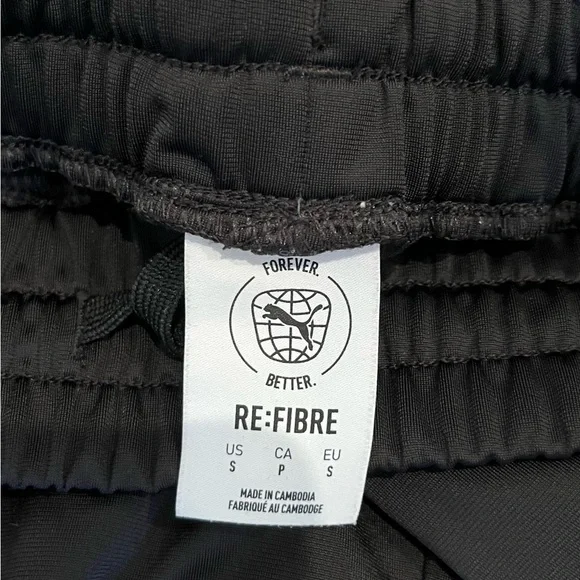 FOREVER.
BETTER.
RE:FIBRE
US CA EU
S P S
MADE IN CAMBODIA
FABRIQUÉ AU CAMBODGE